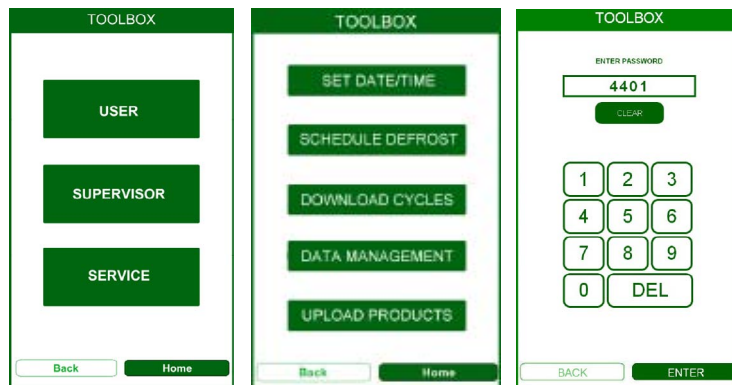 TOOLBOX
USER
SUPERVISOR
SERVICE
Back
Home
TOOLBOX
SET DATE/TIME
SCHEDULE DEFROST
DOWNLOAD CYCLES
DATA MANAGEMENT
UPLOAD PRODUCTS
Back
Home
TOOLBOX
ENTER PASSWORD
4401
CLEAR
1 2 3
4 5 6
7 8 9
0 DEL
BACK
ENTER